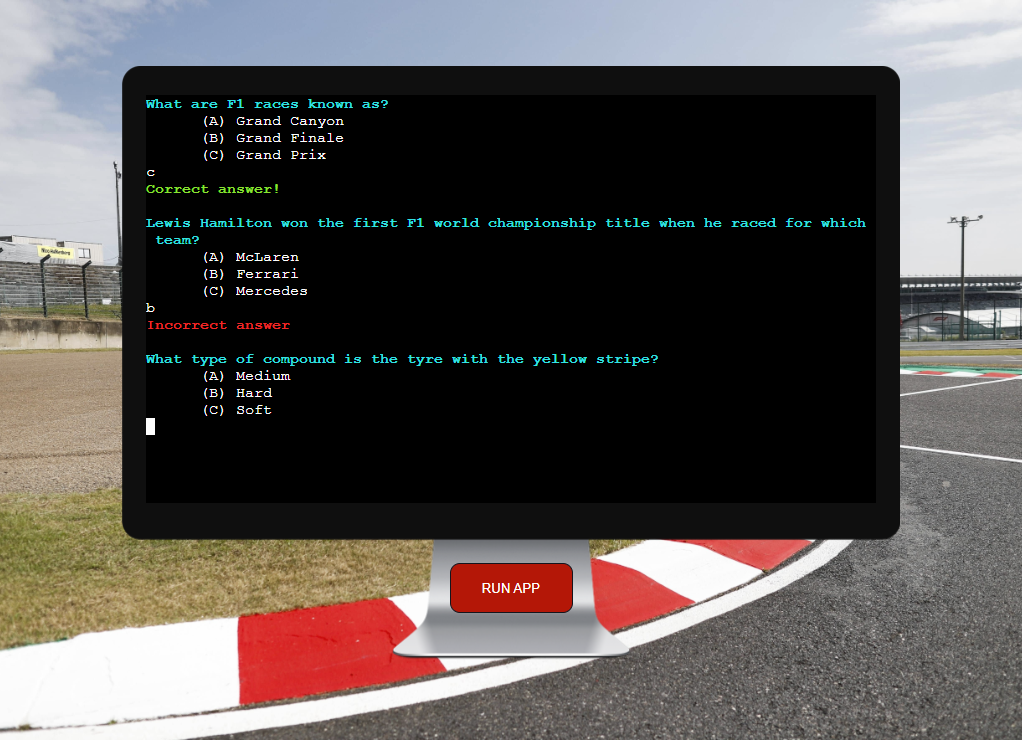 What are F1 races known as?
(A) Grand Canyon
(B) Grand Finale
(C) Grand Prix
c
Correct answer!
Lewis Hamilton won the first F1 world championship title when he raced for which
team?
(A) McLaren
(B) Ferrari
(C) Mercedes
b
Incorrect answer
What type of compound is the tyre with the yellow stripe?
(A) Medium
(B) Hard
(C) Soft
RUN APP